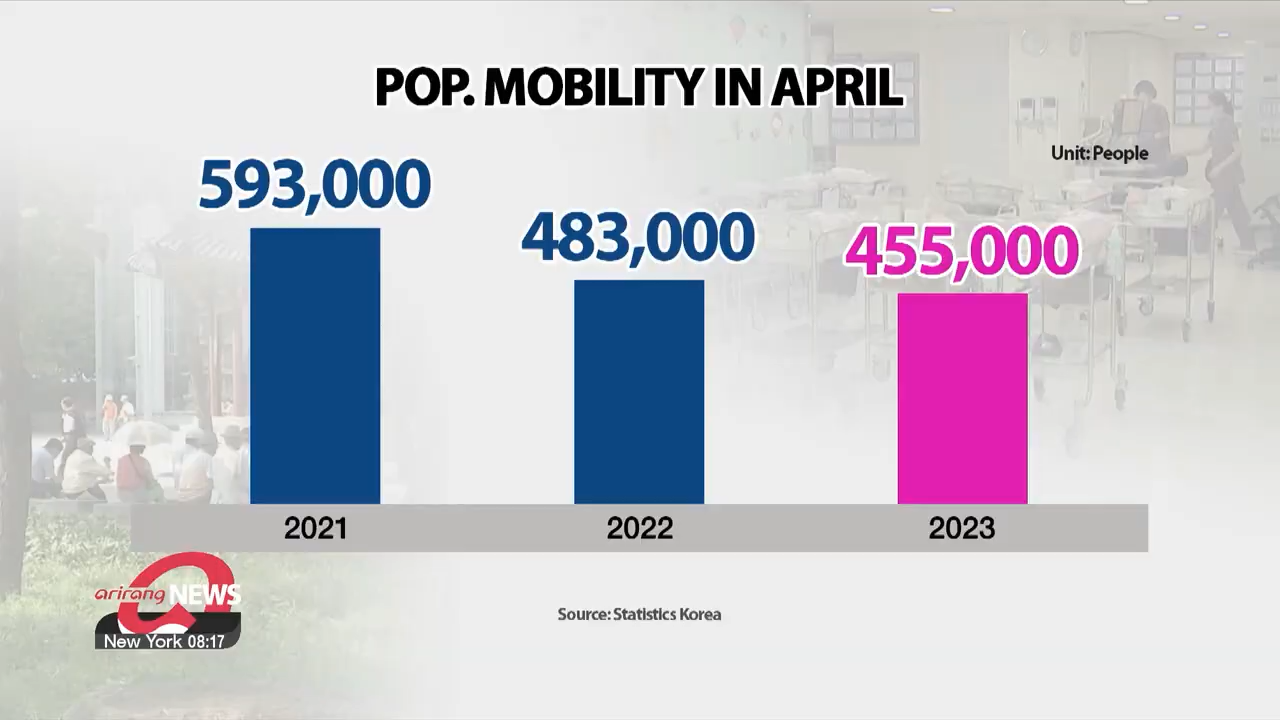 POP. MOBILITY IN APRIL
Unit: People
593,000
483,000
455,000
2021
2022
2023
arirang NEWS
New York 08:17
Source: Statistics Korea